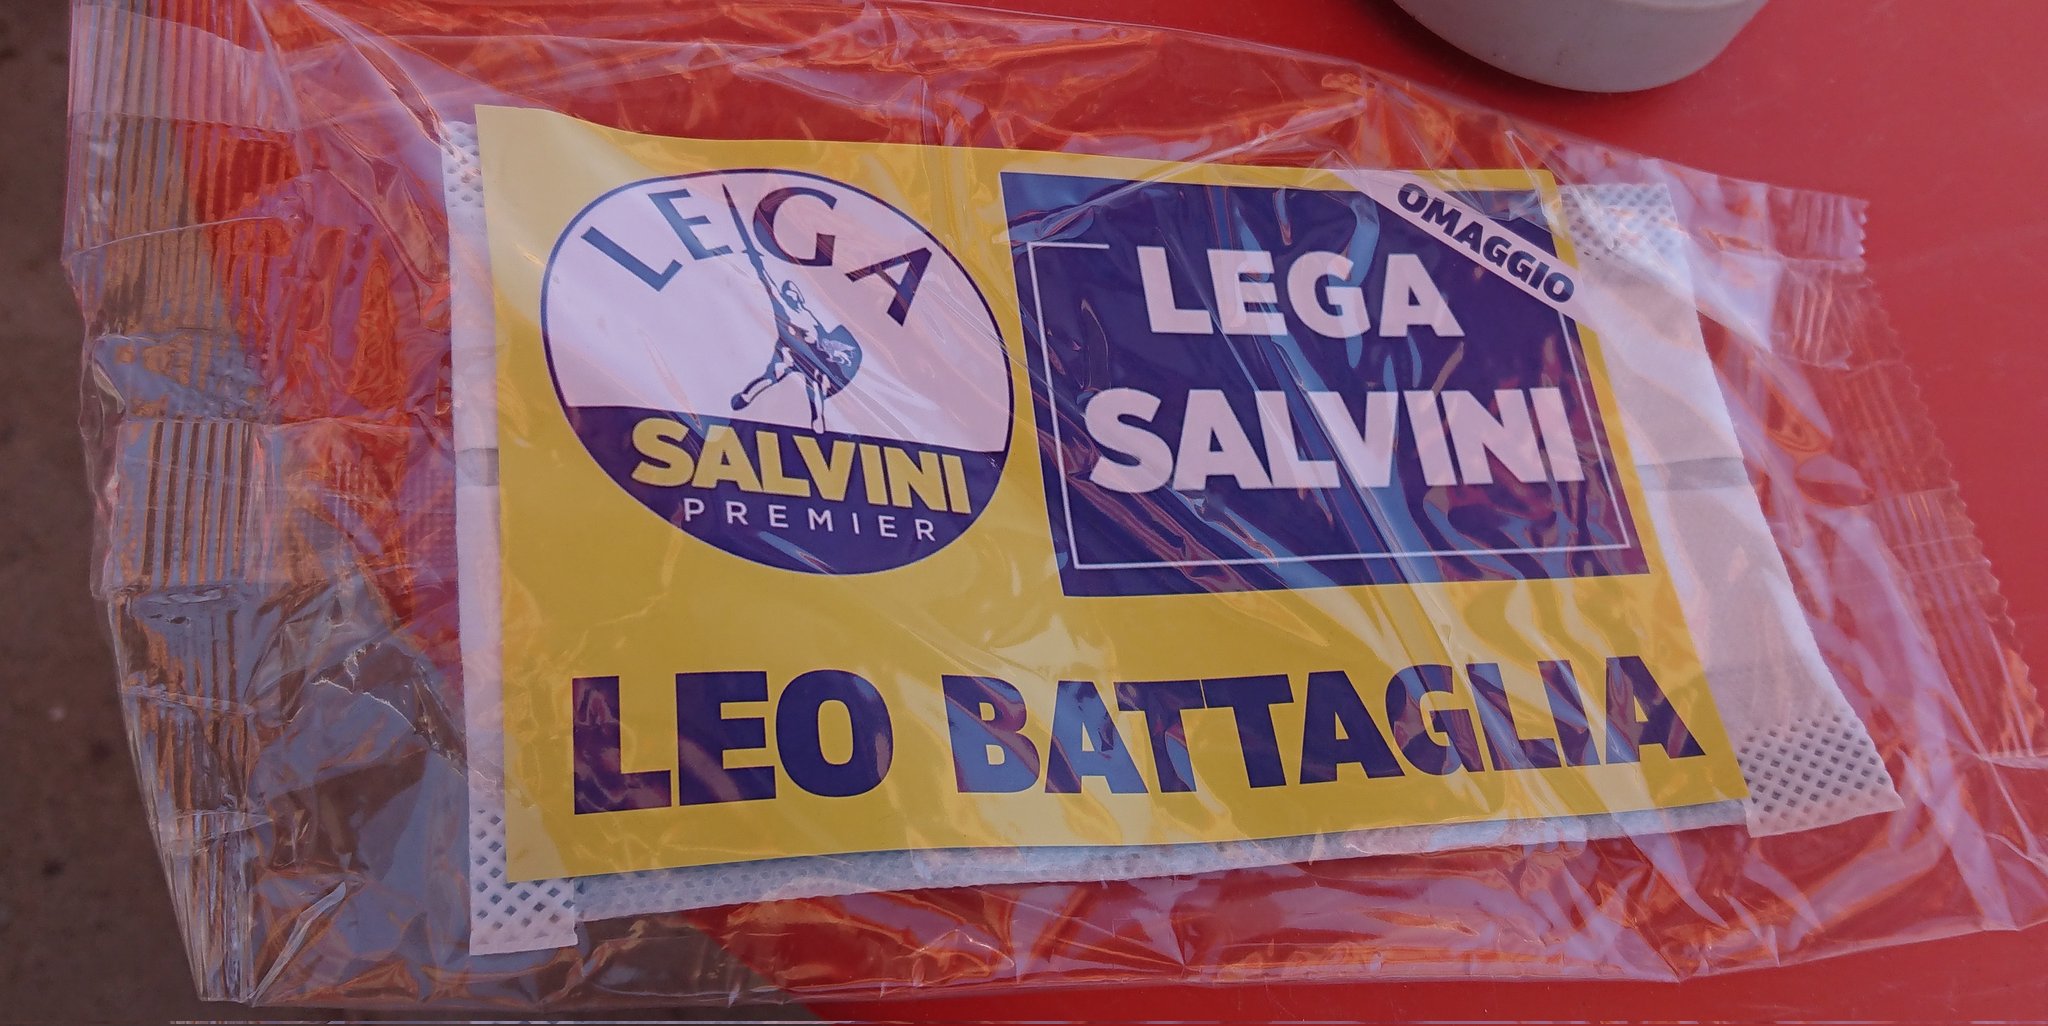 LEGA
SALVINI
PREMIER
OMAGGIO
LEGA
SALVINI
LEO BATTAGLIA